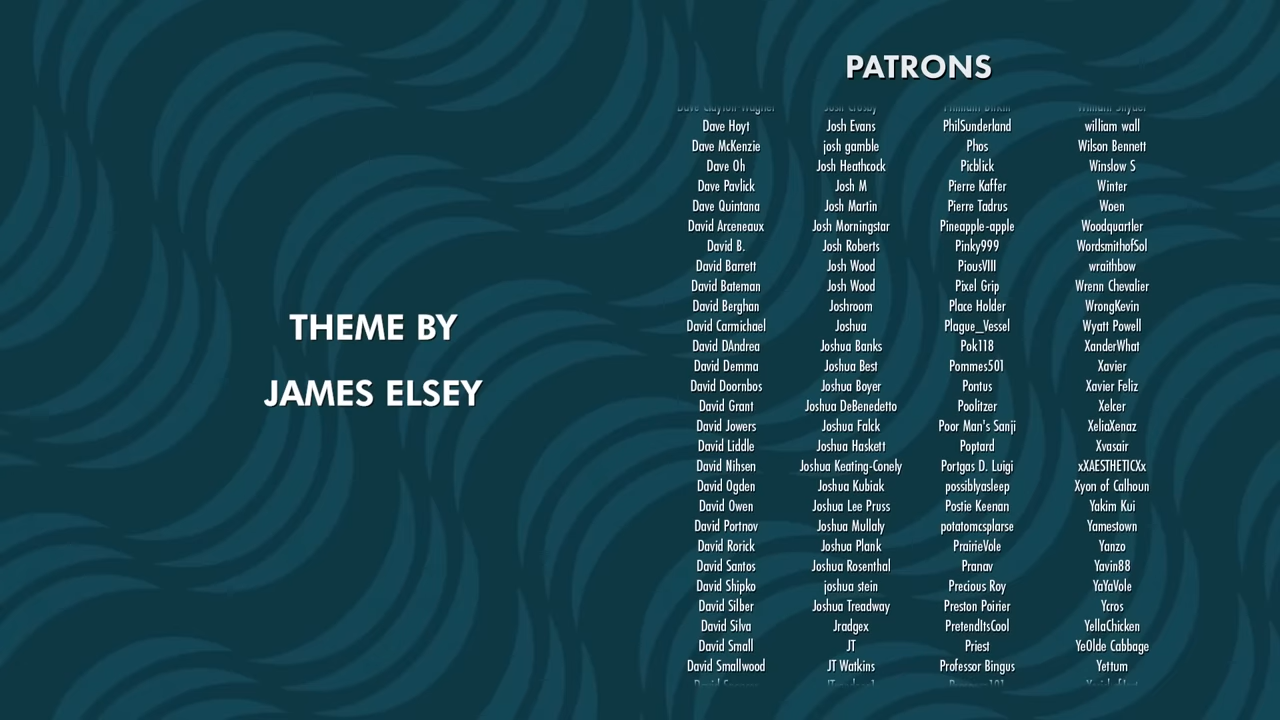 THEME BY
JAMES ELSEY
PATRONS
Dave Clayton-Wagner Josh Crosby William Snyder
Dave Hoyt Josh Evans PhilSunderland william wall
Dave McKenzie josh gamble Phos Wilson Bennett
Dave Oh Josh Heathcock Picblick Winslow S
Dave Pavlick Josh M Pierre Kaffer Winter
Dave Quintana Josh Martin Pierre Tadrus Woen
David Arceneaux Josh Morningstar Pineapple-apple Woodquartler
David B. Josh Roberts Pinky999 WordsmithofSol
David Barrett Josh Wood PiousVIII wraithbow
David Bateman Josh Wood Pixel Grip Wrenn Chevalier
David Berghan Joshroom Place Holder WrongKevin
David Carmichael Joshua Plague_Vessel Wyatt Powell
David DAndrea Joshua Banks Pok118 XanderWhat
David Demma Joshua Best Pommes501 Xavier
David Doornbos Joshua Boyer Pontus Xavier Feliz
David Grant Joshua DeBenedetto Poolitzer Xelcer
David Jowers Joshua Falck Poor Man's Sanji XeliaXenaz
David Liddle Joshua Haskett Poptard Xvasair
David Nihsen Joshua Keating-Conely Portgas D. Luigi xXAESTHETICXx
David Ogden Joshua Kubiak possiblyasleep Xyon of Calhoun
David Owen Joshua Lee Pruss Postie Keenan Yakim Kui
David Portnov Joshua Mullaly potatomcsplarse Yamestown
David Rorick Joshua Plank PrairieVole Yanzo
David Santos Joshua Rosenthal Pranav Yavin88
David Shipko joshua stein Precious Roy YaYaVole
David Silber Joshua Treadway Preston Poirier Ycros
David Silva Jradgex PretendItsCool YellaChicken
David Small JT Priest YeOlde Cabbage
David Smallwood JT Watkins Professor Bingus Yettum